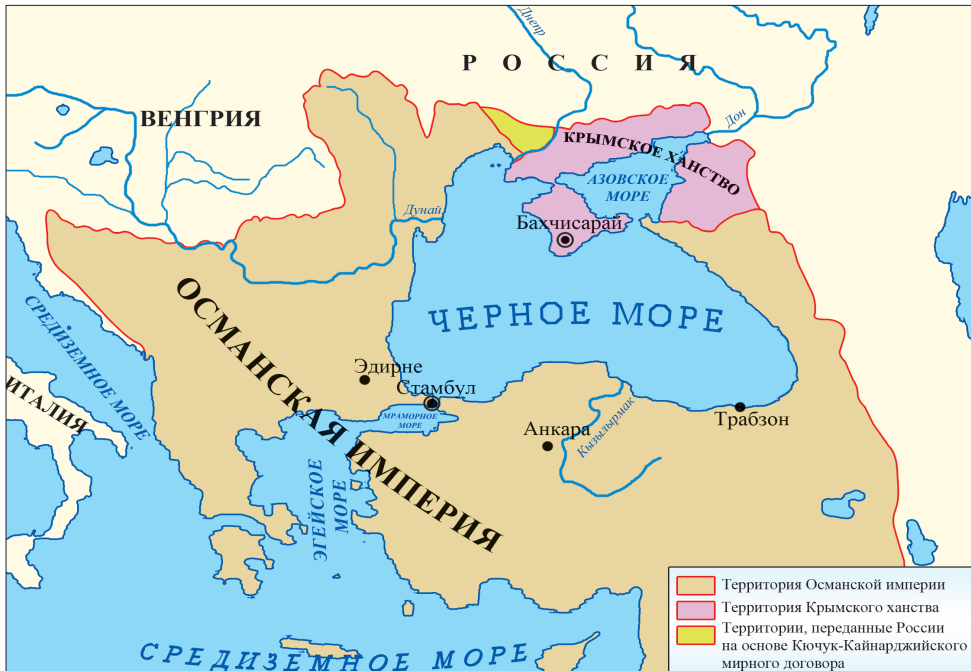 Днепр
РОССИЯ
ВЕНГРИЯ
Дон
КРЫМСКОЕ ХАНСТВО
АЗОВСКОЕ
МОРЕ
Дунай
Бахчисарай
СРЕДИЗЕМНОЕ МОРЕ
ОСМАНСКАЯ ИМПЕРИЯ
ЧЕРНОЕ МОРЕ
Эдирне
Стамбул
МРАМОРНОЕ
МОРЕ
ИТАЛИЯ
Анкара
Кызылырмак
Трабзон
ЭГЕЙСКОЕ
МОРЕ
СРЕДИЗЕМНОЕ МОРЕ
Территория Османской империи
Территория Крымского ханства
Территории, переданные России
на основе Кючук-Кайнарджийского
мирного договора